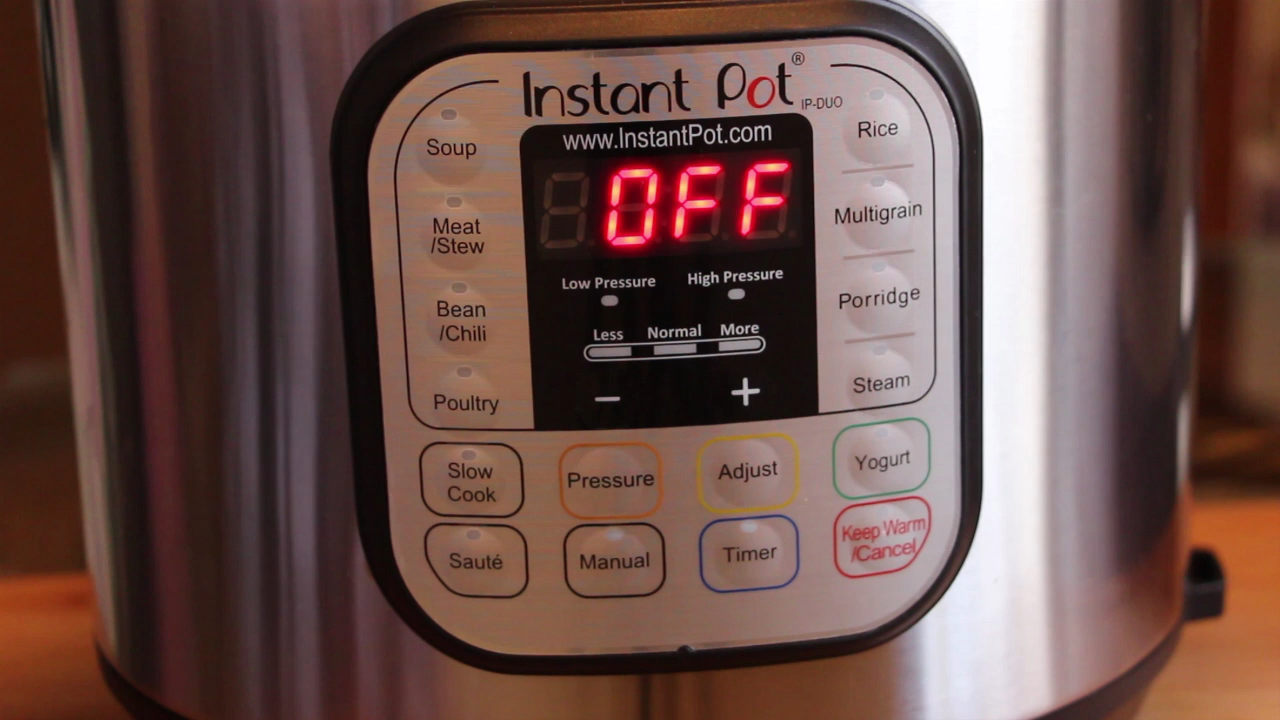 Instant Pot®
IP-DUO
www.InstantPot.com
OFF
Low Pressure
High Pressure
Less Normal More
− +
Soup
Meat
/Stew
Bean
/Chili
Poultry
Rice
Multigrain
Porridge
Steam
Slow
Cook
Pressure
Adjust
Yogurt
Sauté
Manual
Timer
Keep Warm
/Cancel